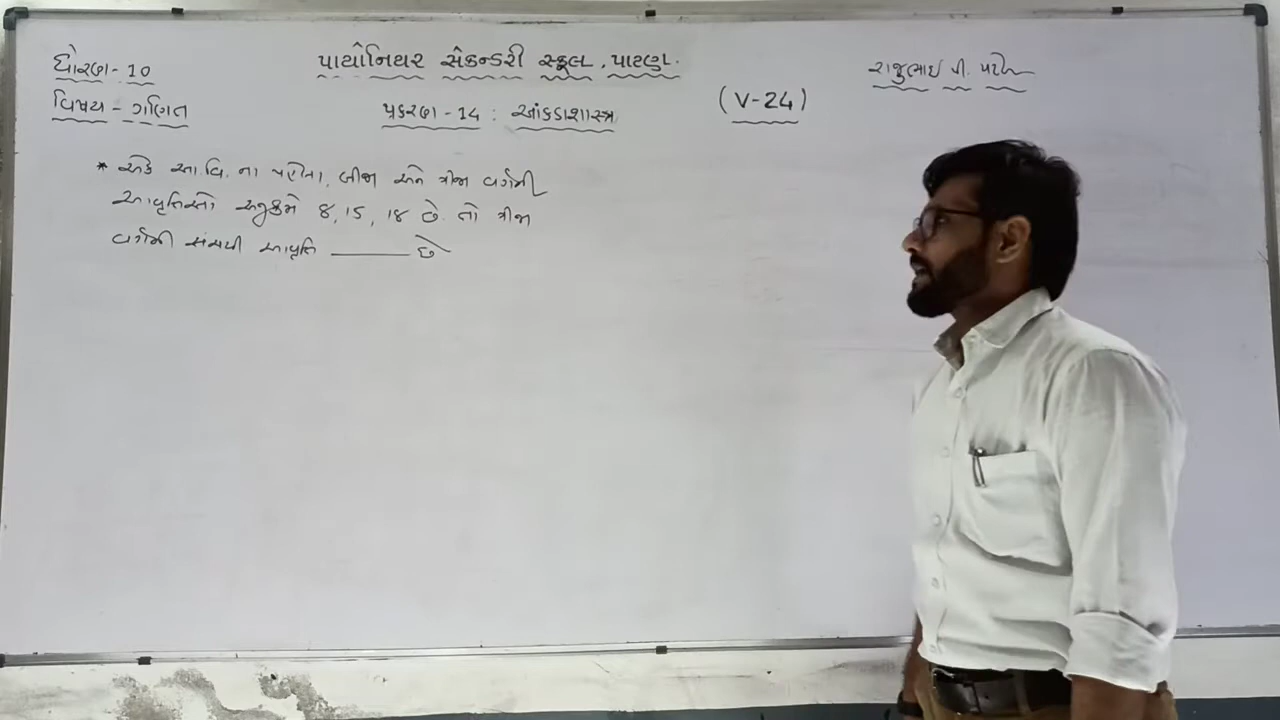 ધોરણ - 10
વિષય - ગણિત
પાયોનિયર સેકન્ડરી સ્કૂલ, પાટણ.
પ્રકરણ - 14 : આંકડાશાસ્ત્ર
(V-24)
રાજુભાઇ પી. પટેલ
* એક આ.વિ. ના પહેલા, બીજા અને ત્રીજા વર્ગની
આવૃત્તિઓ અનુક્રમે 8, 15, 18 છે. તો ત્રીજા
વર્ગની સંચયી આવૃત્તિ ______ છે